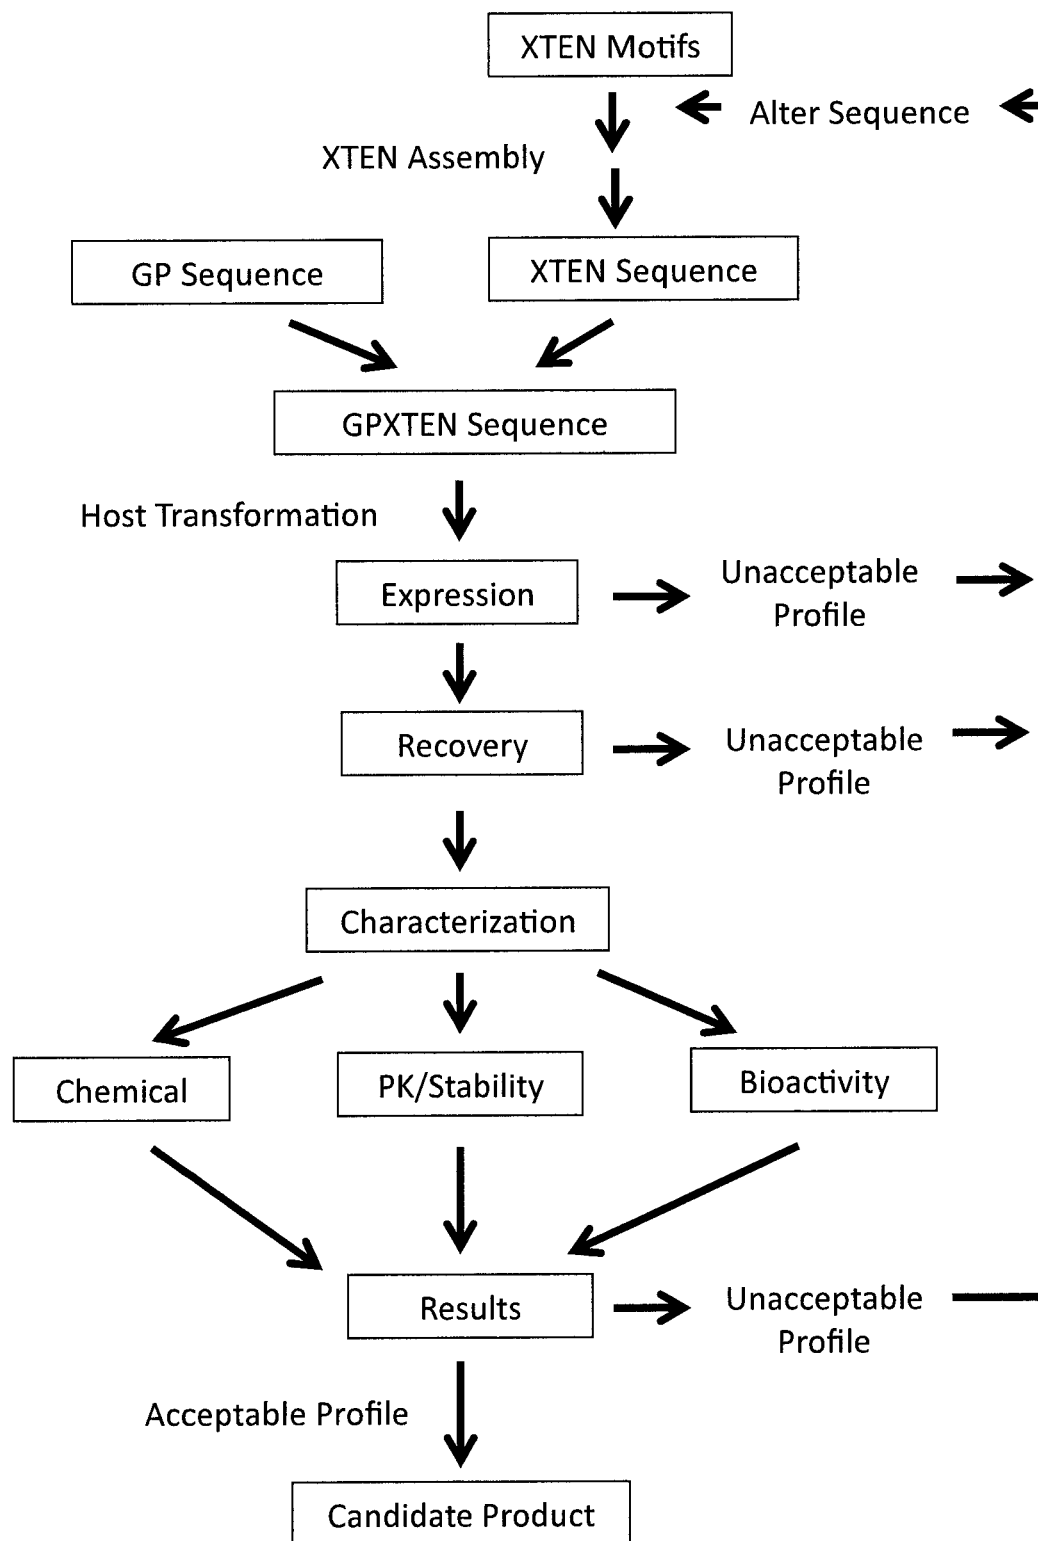 XTEN Motifs
Alter Sequence
XTEN Assembly
GP Sequence
XTEN Sequence
GPXTEN Sequence
Host Transformation
Expression
Unacceptable
Profile
Recovery
Unacceptable
Profile
Characterization
Chemical
PK/Stability
Bioactivity
Results
Unacceptable
Profile
Acceptable Profile
Candidate Product